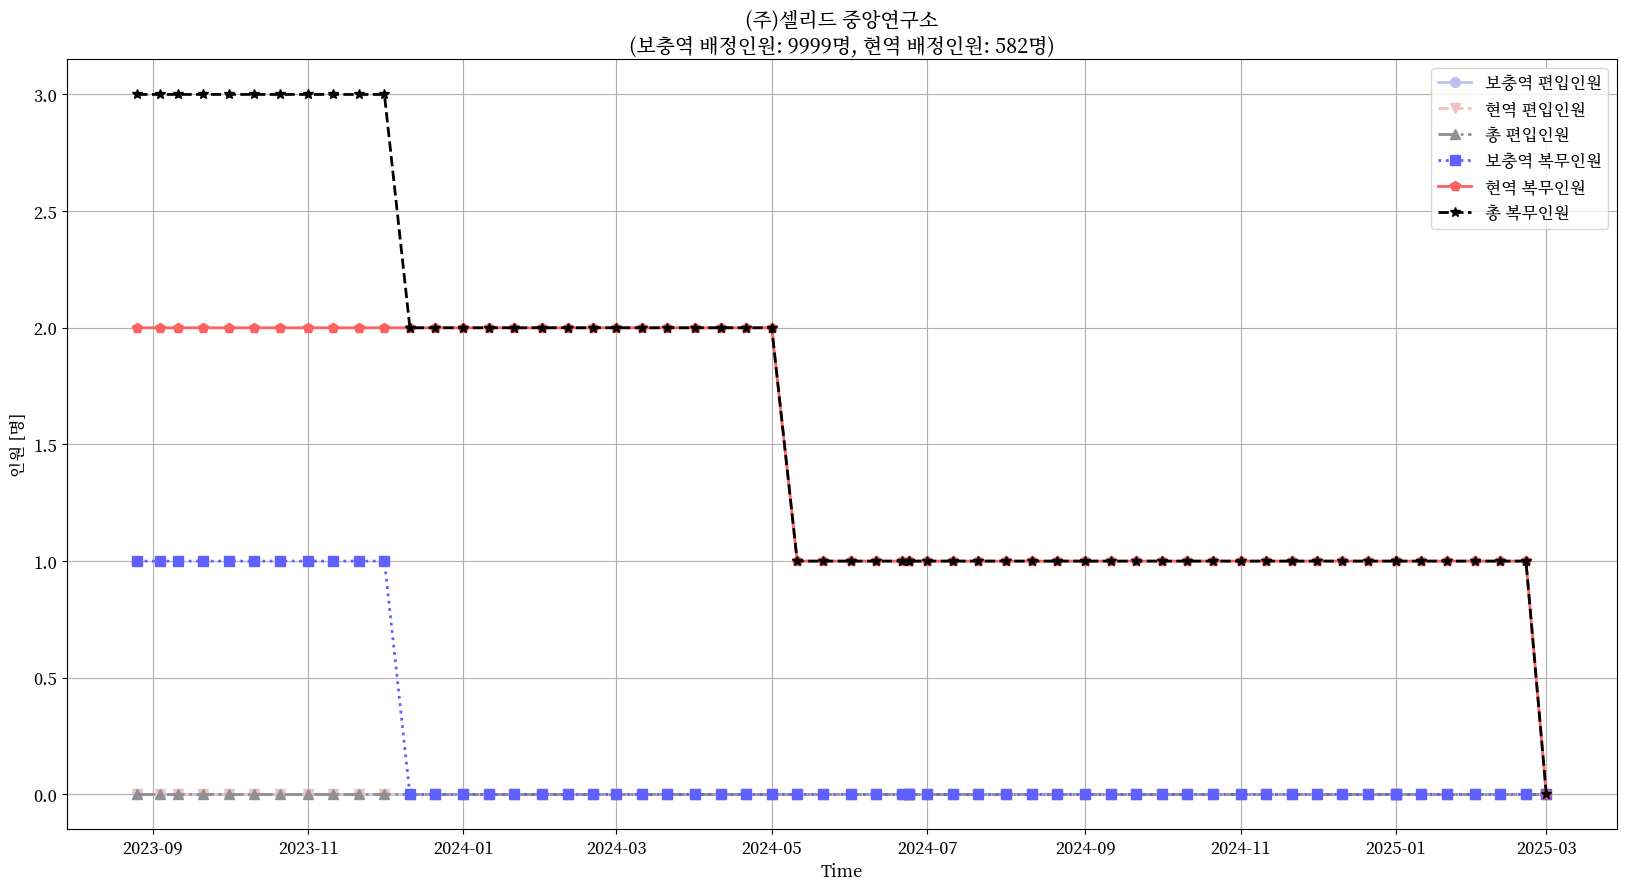 (주)셀리드 중앙연구소
(보충역 배정인원: 9999명, 현역 배정인원: 582명)
보충역 편입인원
현역 편입인원
총 편입인원
보충역 복무인원
현역 복무인원
총 복무인원
인원 [명]
3.0
2.5
2.0
1.5
1.0
0.5
0.0
2023-09
2023-11
2024-01
2024-03
2024-05
2024-07
2024-09
2024-11
2025-01
2025-03
Time